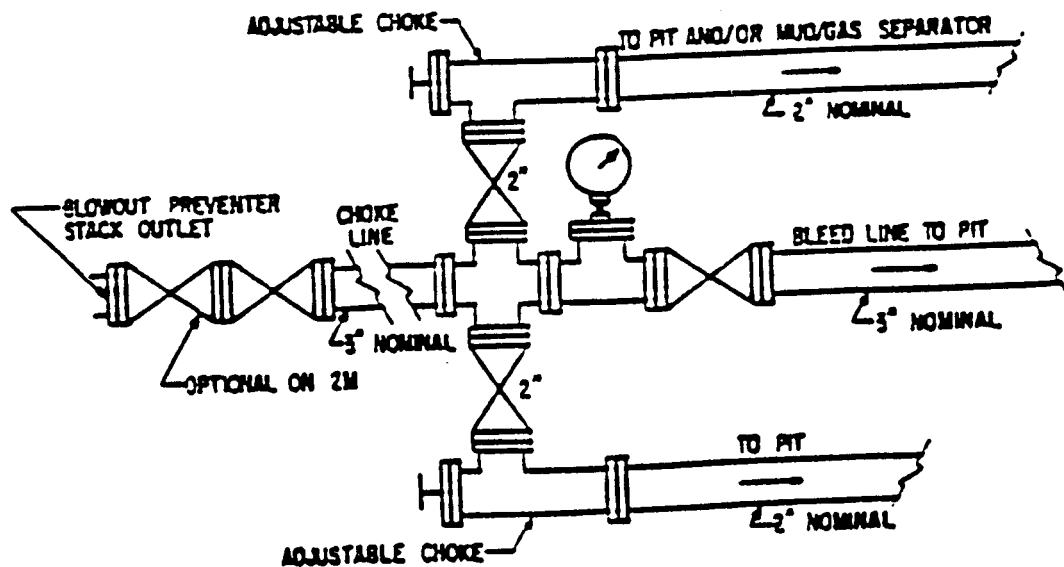 ADJUSTABLE CHOKE
TO PIT AND/OR MUD/GAS SEPARATOR
2" NOMINAL
2"
BLOWOUT PREVENTER
STACK OUTLET
CHOKE
LINE
BLEED LINE TO PIT
3" NOMINAL
3" NOMINAL
OPTIONAL ON 2M
2"
TO PIT
2" NOMINAL
ADJUSTABLE CHOKE